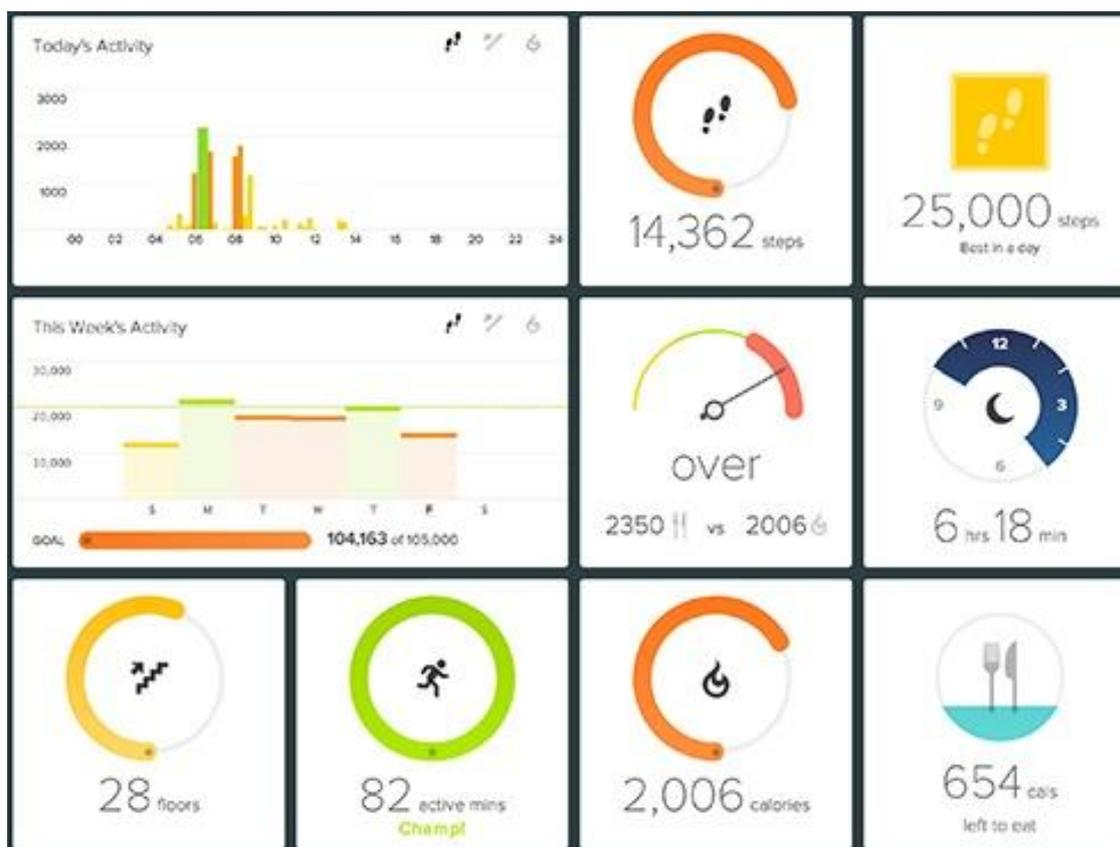 Today's Activity
3000
2000
1000
00 02 04 06 08 10 12 14 16 18 20 22 24
14,362 steps
25,000 steps
Best in a day
This Week's Activity
30,000
20,000
10,000
S M T W T F S
GOAL 104,163 of 105,000
over
2350 vs 2006
12
3
6
9
6 hrs 18 min
28 floors
82 active mins
Champ!
2,006 calories
654 cals
left to eat